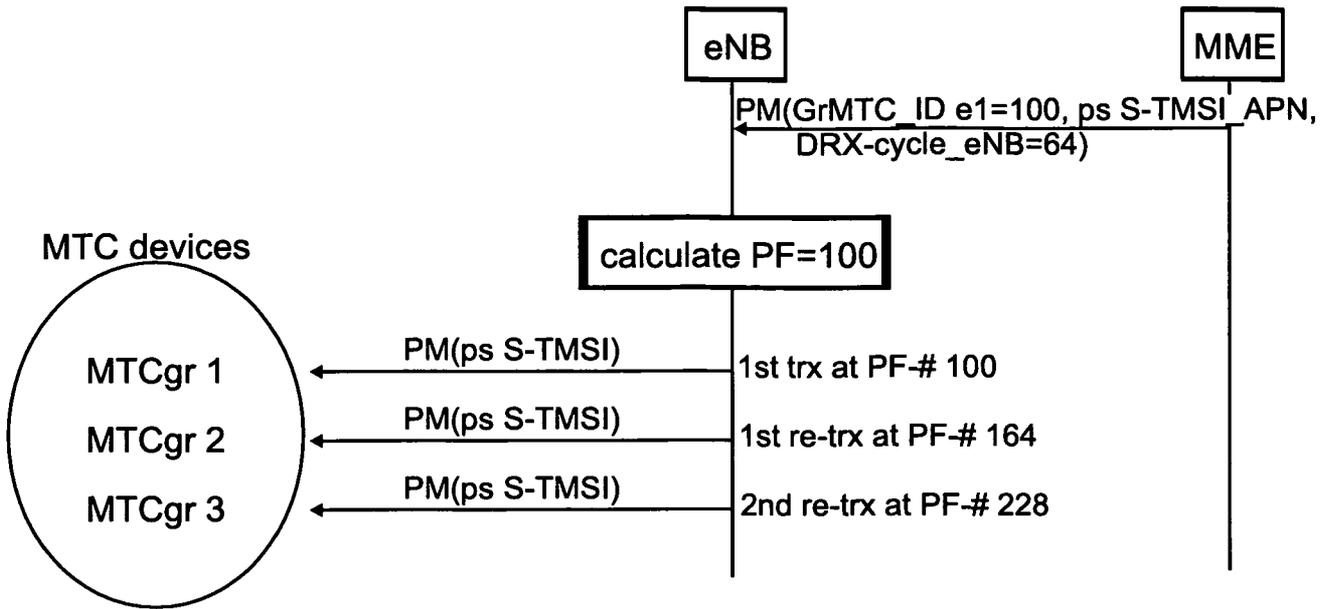 eNB
MME
PM(GrMTC_ID e1=100, ps S-TMSI_APN,
DRX-cycle_eNB=64)
calculate PF=100
MTC devices
MTCgr 1
PM(ps S-TMSI)
1st trx at PF-# 100
MTCgr 2
PM(ps S-TMSI)
1st re-trx at PF-# 164
MTCgr 3
PM(ps S-TMSI)
2nd re-trx at PF-# 228